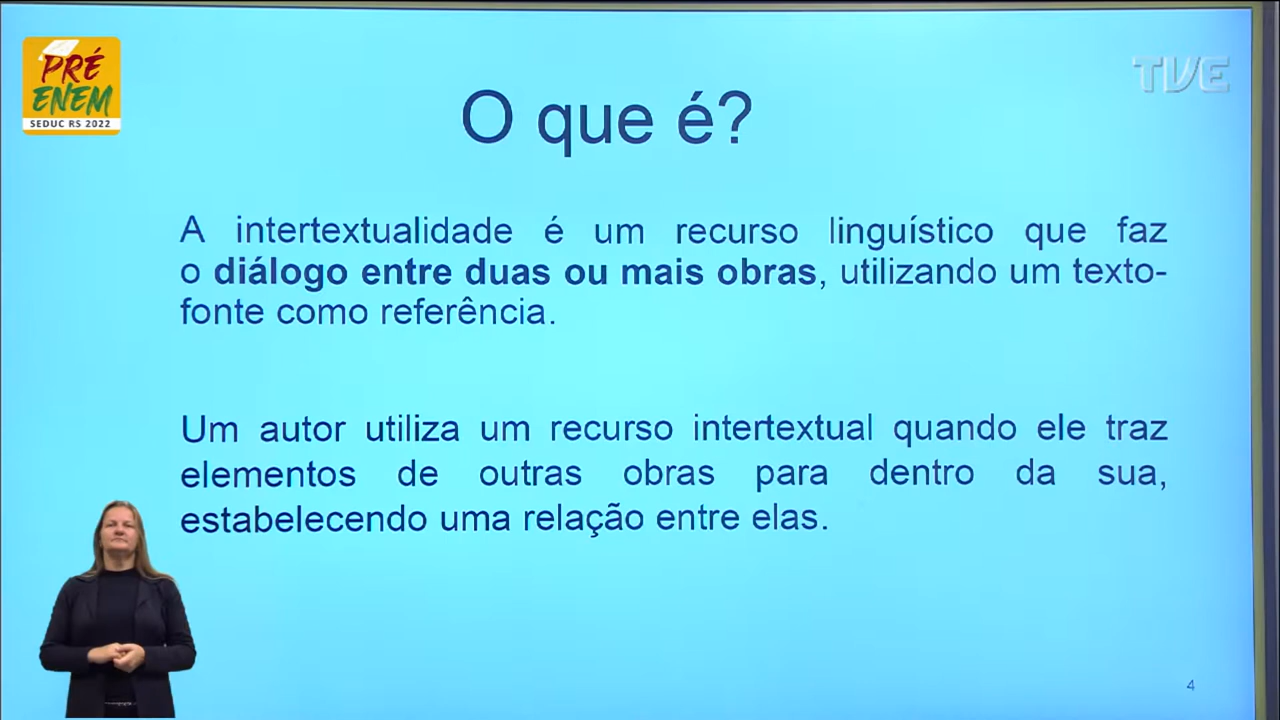 PRÉ
ENEM
SEDUC RS 2022
TVE
O que é?
A intertextualidade é um recurso linguístico que faz
o diálogo entre duas ou mais obras, utilizando um texto-
fonte como referência.
Um autor utiliza um recurso intertextual quando ele traz
elementos de outras obras para dentro da sua,
estabelecendo uma relação entre elas.
4